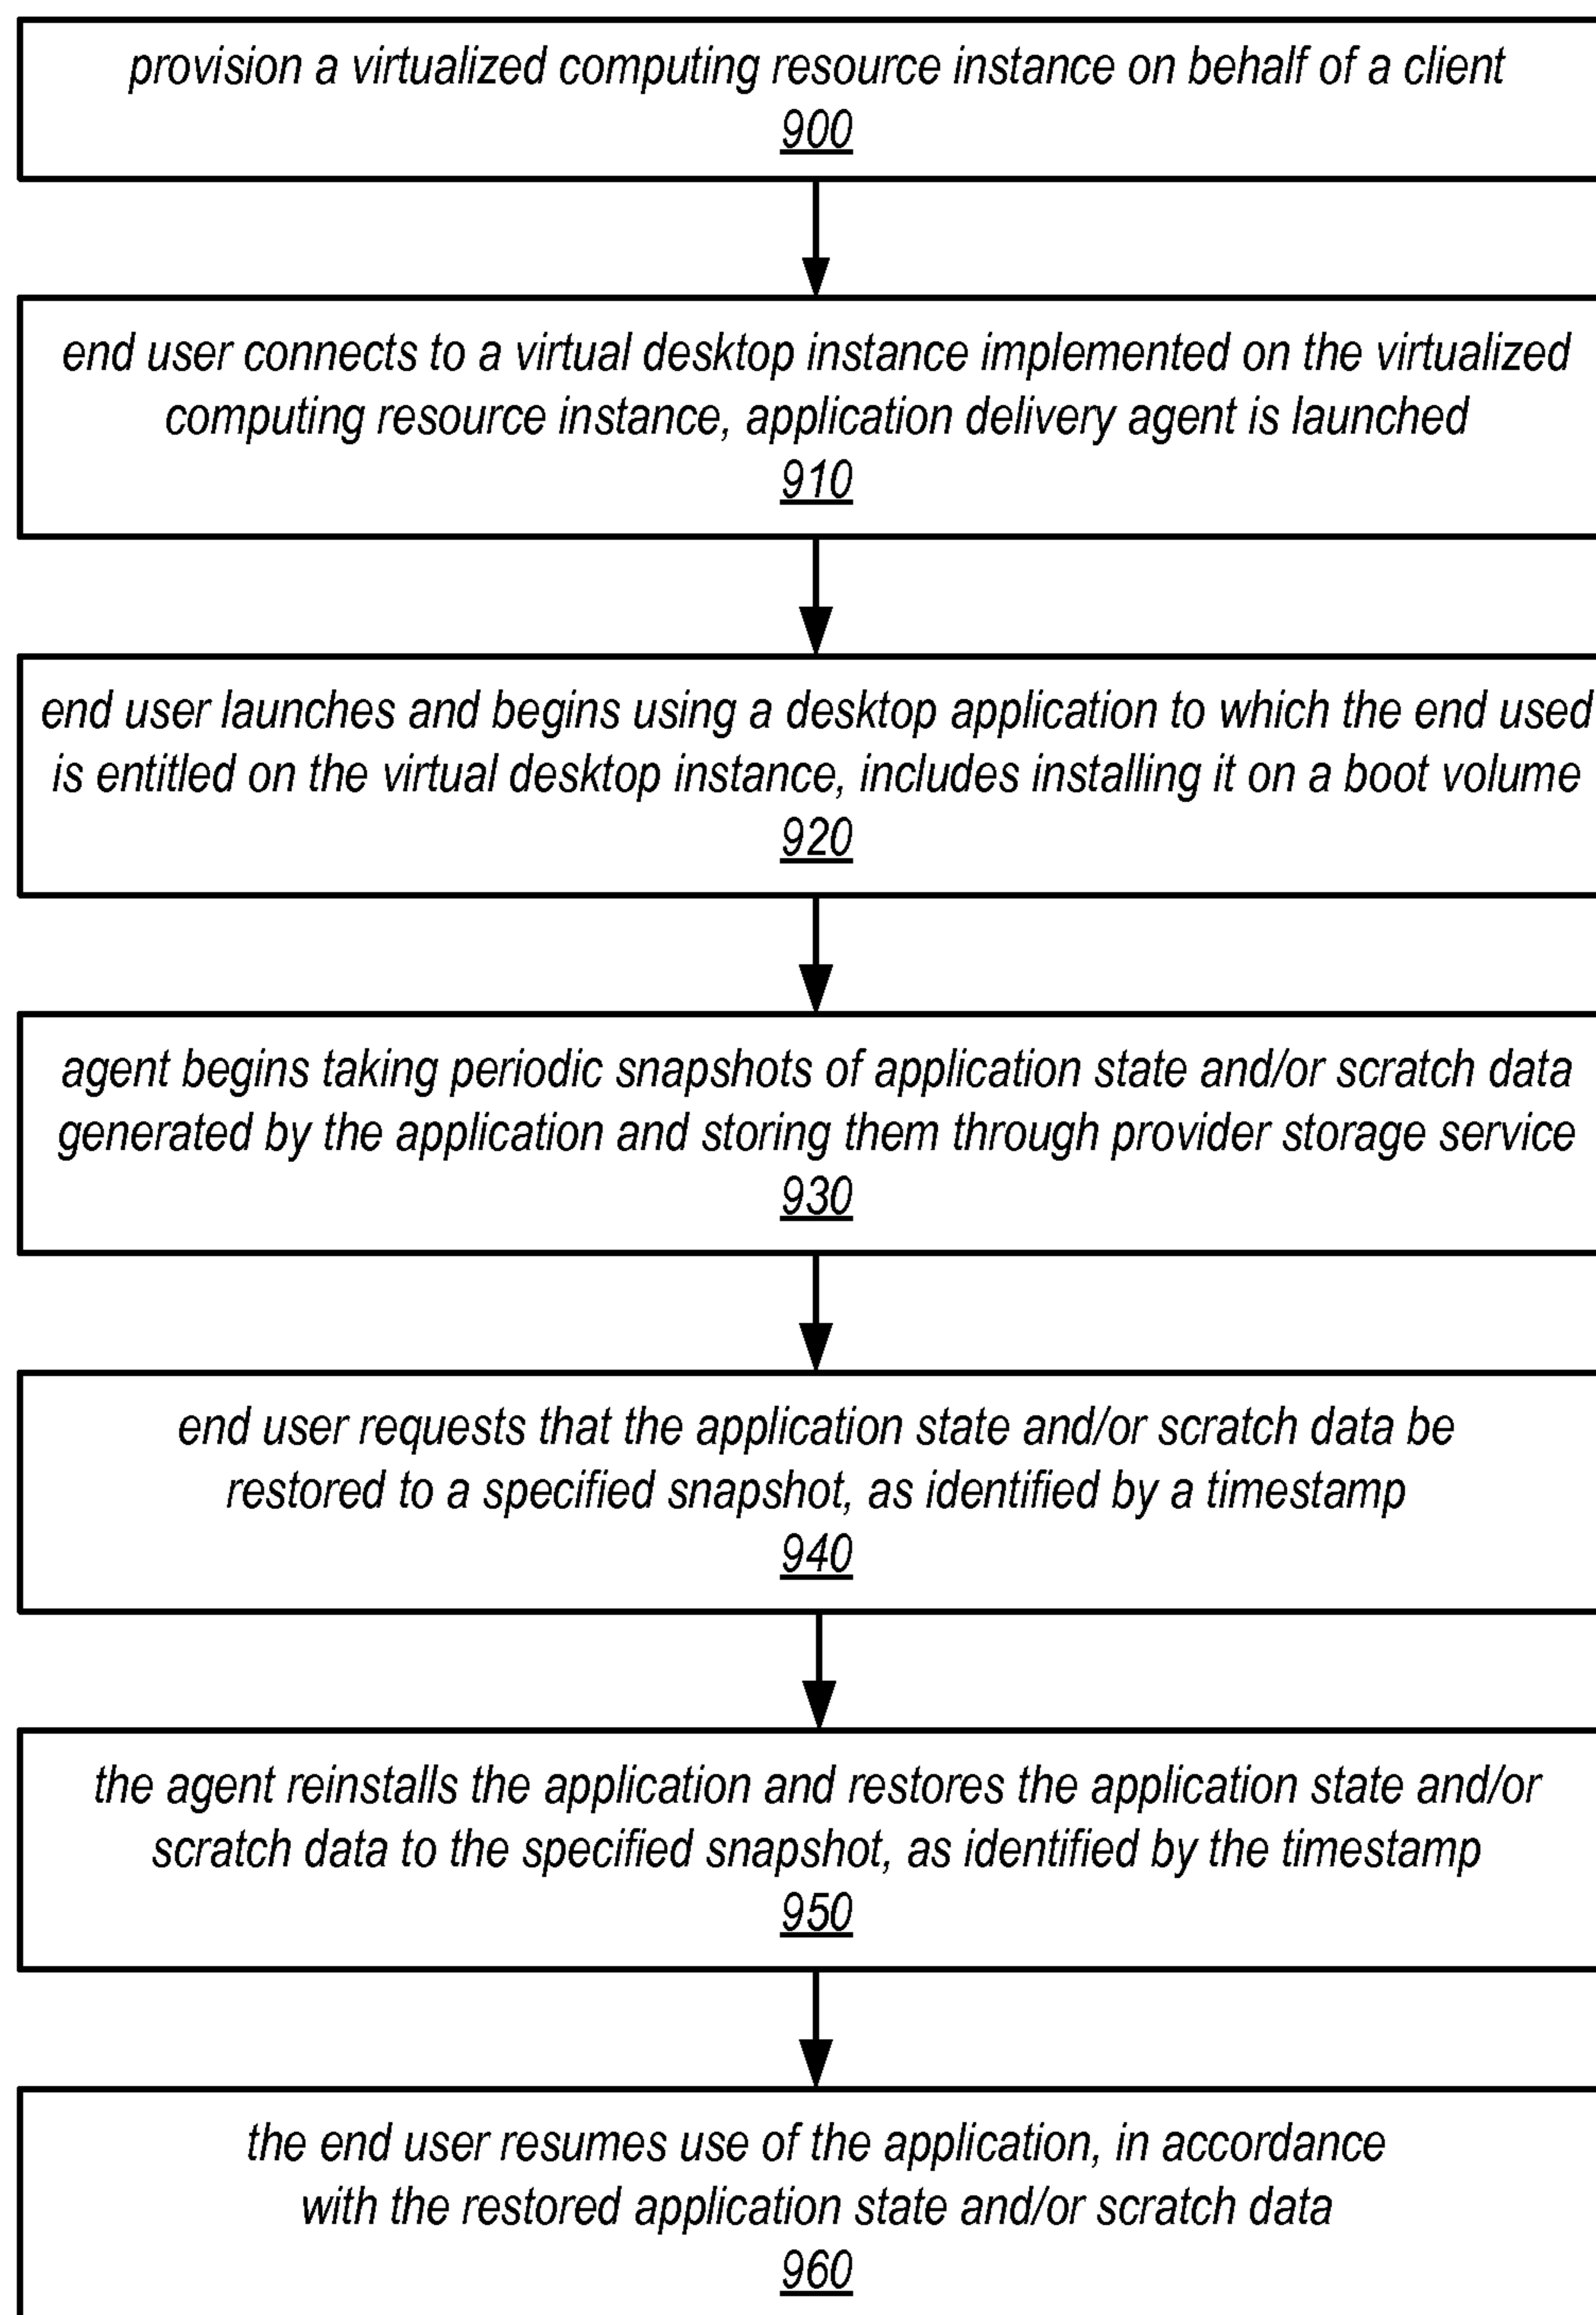 provision a virtualized computing resource instance on behalf of a client
900
end user connects to a virtual desktop instance implemented on the virtualized
computing resource instance, application delivery agent is launched
910
end user launches and begins using a desktop application to which the end used
is entitled on the virtual desktop instance, includes installing it on a boot volume
920
agent begins taking periodic snapshots of application state and/or scratch data
generated by the application and storing them through provider storage service
930
end user requests that the application state and/or scratch data be
restored to a specified snapshot, as identified by a timestamp
940
the agent reinstalls the application and restores the application state and/or
scratch data to the specified snapshot, as identified by the timestamp
950
the end user resumes use of the application, in accordance
with the restored application state and/or scratch data
960